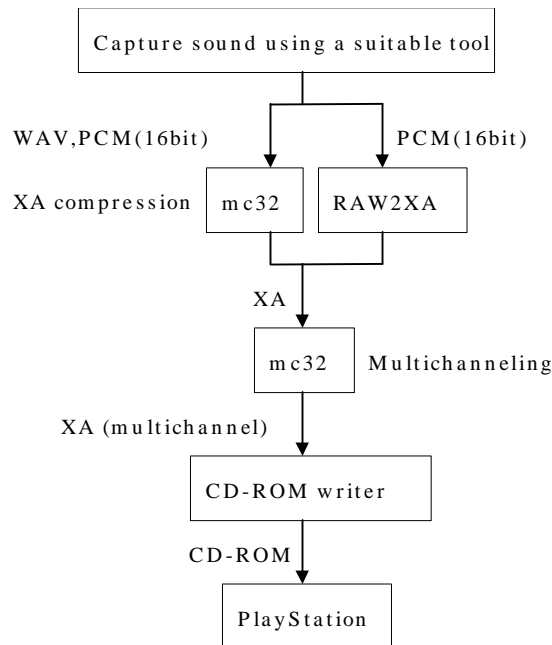 Capture sound using a suitable tool
WAV,PCM(16bit)
PCM(16bit)
XA compression
mc32
RAW2XA
XA
mc32
Multichanneling
XA (multichannel)
CD-ROM writer
CD-ROM
PlayStation